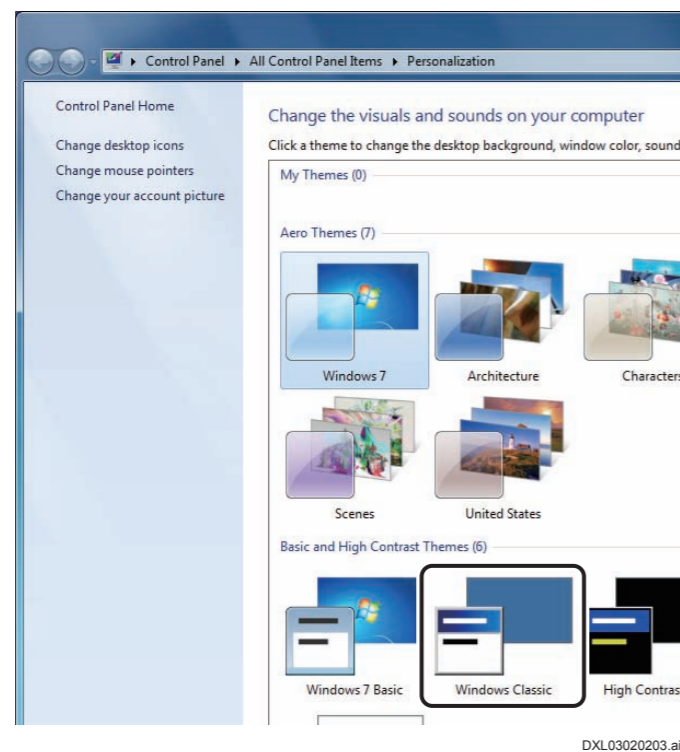 Control Panel ▸ All Control Panel Items ▸ Personalization
Control Panel Home
Change desktop icons
Change mouse pointers
Change your account picture
Change the visuals and sounds on your computer
Click a theme to change the desktop background, window color, sound
My Themes (0)
Aero Themes (7)
Windows 7 Architecture Characters
Scenes United States
Basic and High Contrast Themes (6)
Windows 7 Basic Windows Classic High Contras
DXL03020203.ai